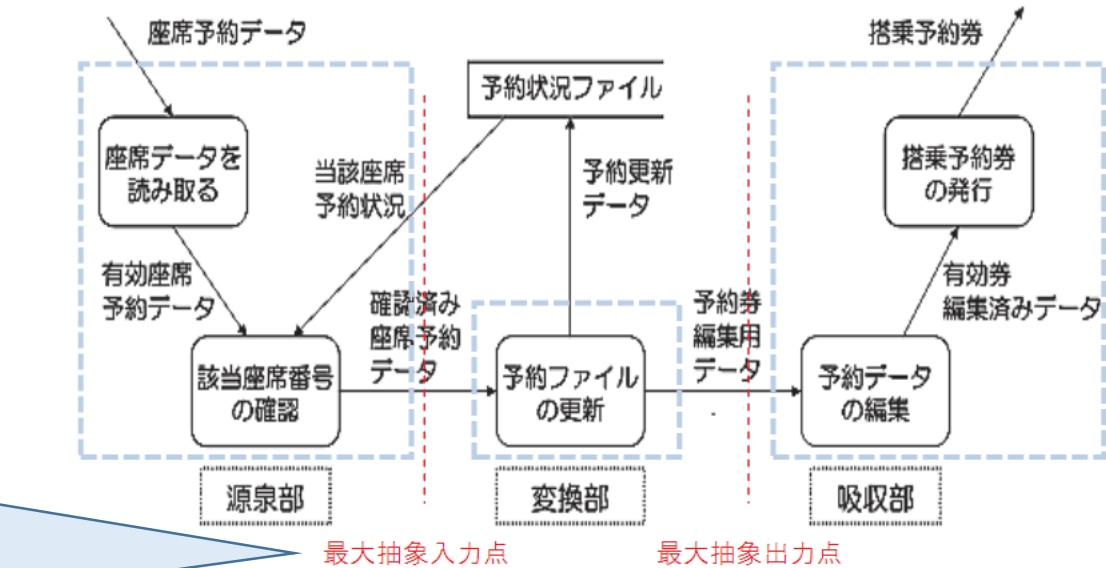 座席予約データ
搭乗予約券
予約状況ファイル
座席データを
読み取る
当該座席
予約状況
予約更新
データ
搭乗予約券
の発行
有効座席
予約データ
確認済み
座席予約
データ
予約券
編集用
データ
有効券
編集済みデータ
該当座席番号
の確認
予約ファイル
の更新
予約データ
の編集
源泉部
変換部
吸収部
最大抽象入力点
最大抽象出力点